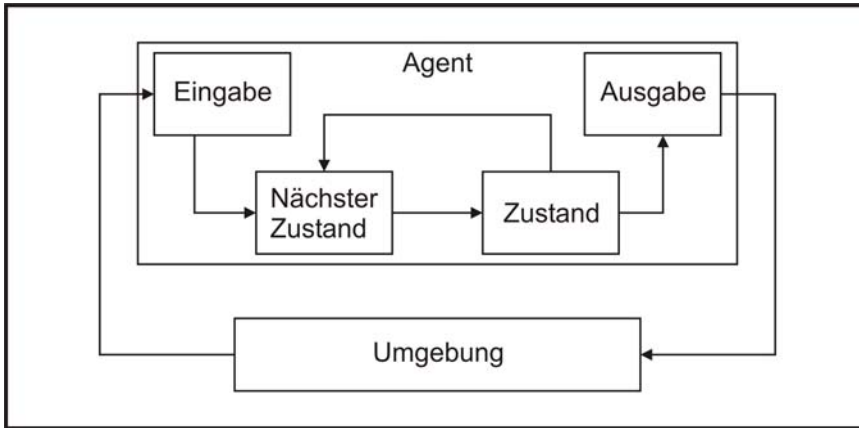 Agent
Eingabe
Ausgabe
Nächster
Zustand
Zustand
Umgebung